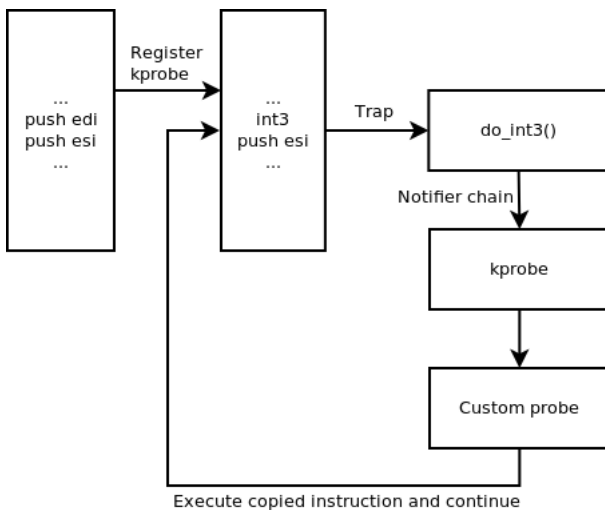 ...
push edi
push esi
...
Register
kprobe
...
int3
push esi
...
Trap
do_int3()
Notifier chain
kprobe
Custom probe
Execute copied instruction and continue